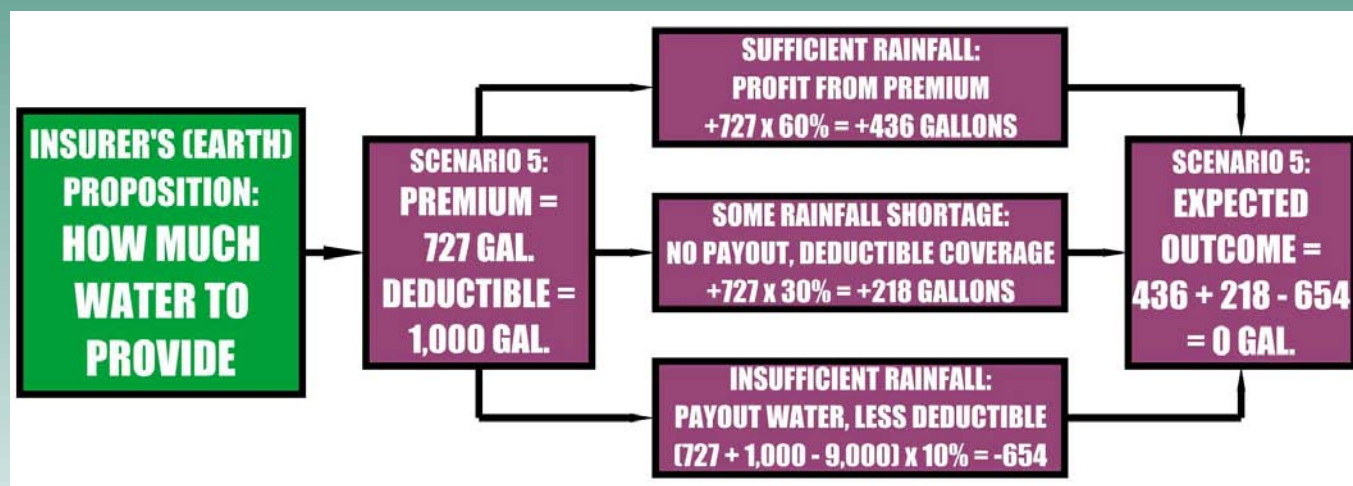 INSURER'S (EARTH)
PROPOSITION:
HOW MUCH
WATER TO
PROVIDE
SCENARIO 5:
PREMIUM =
727 GAL.
DEDUCTIBLE =
1,000 GAL.
SUFFICIENT RAINFALL:
PROFIT FROM PREMIUM
+727 x 60% = +436 GALLONS
SOME RAINFALL SHORTAGE:
NO PAYOUT, DEDUCTIBLE COVERAGE
+727 x 30% = +218 GALLONS
INSUFFICIENT RAINFALL:
PAYOUT WATER, LESS DEDUCTIBLE
(727 + 1,000 - 9,000) x 10% = -654
SCENARIO 5:
EXPECTED
OUTCOME =
436 + 218 - 654
= 0 GAL.